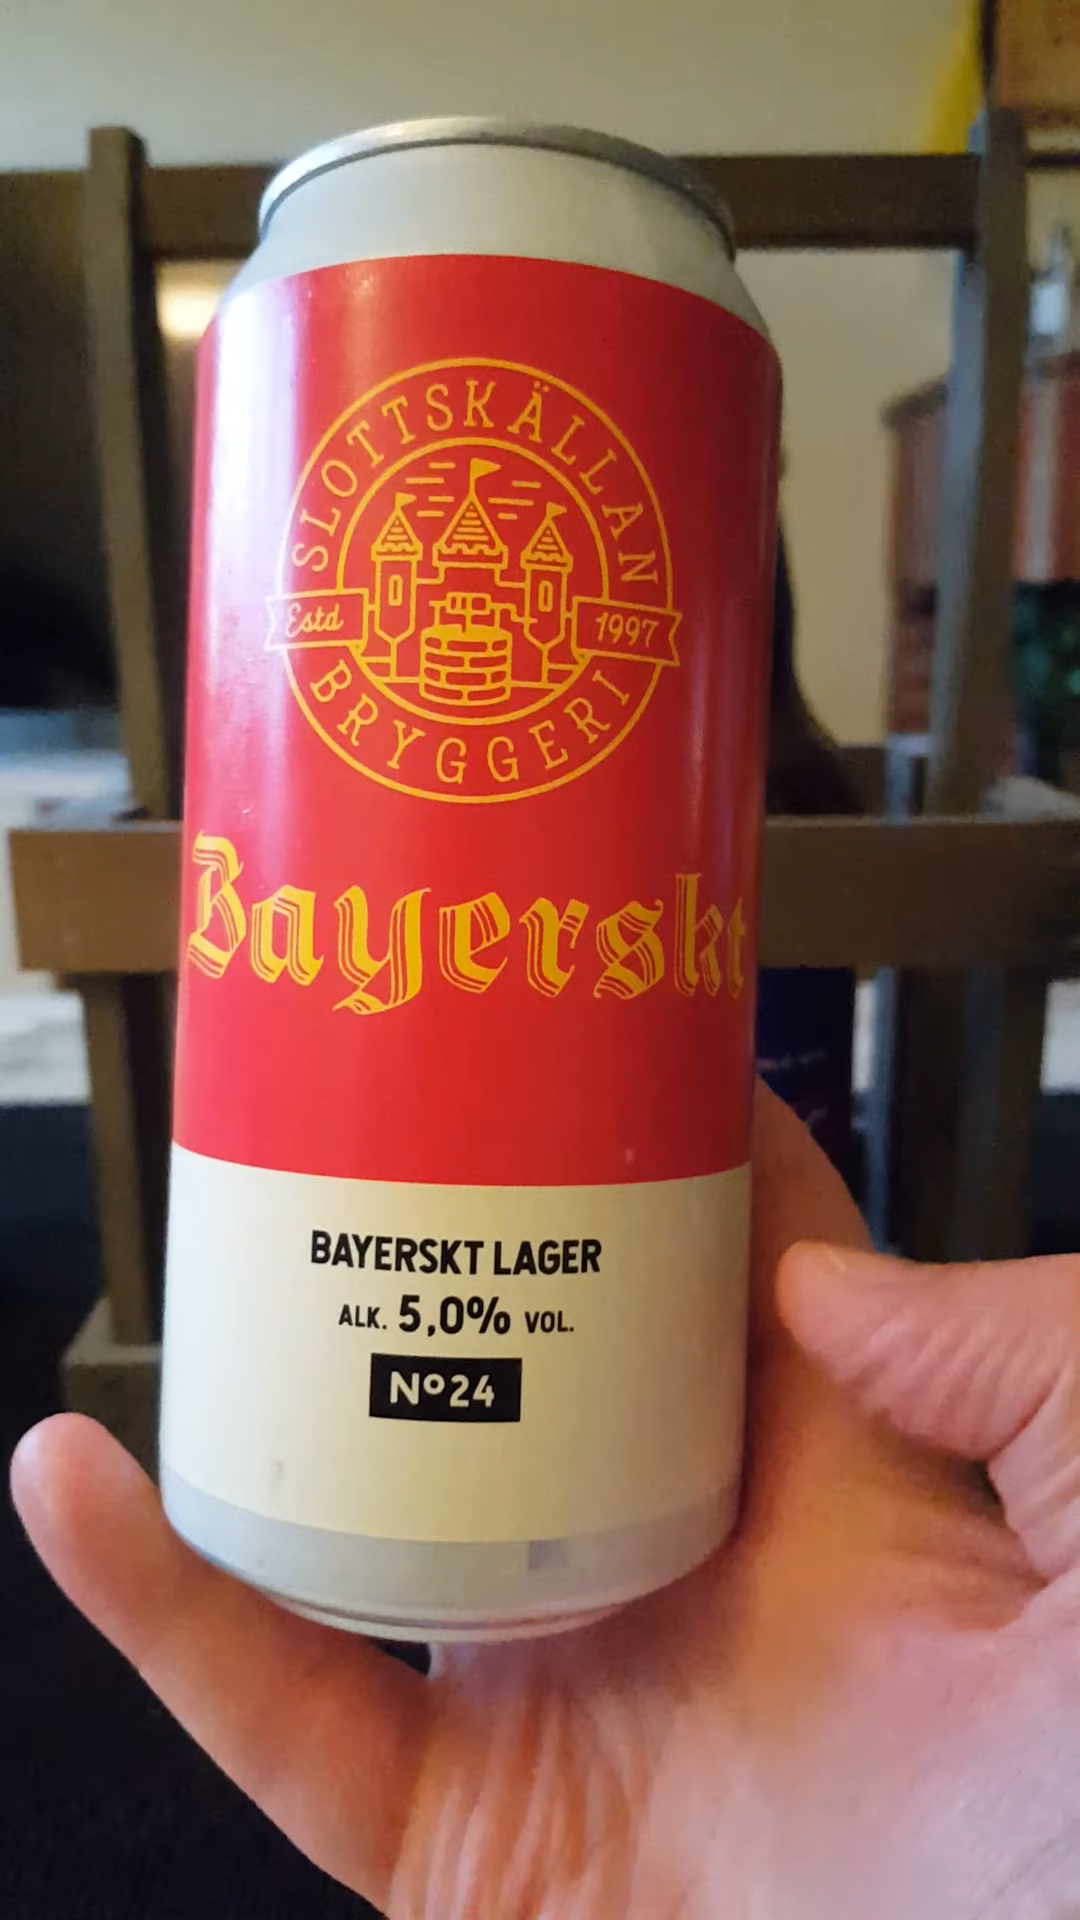 SLOTTSKÄLLAN
Estd 1997
BRYGGERI
Bayerskt
BAYERSKT LAGER
ALK. 5,0% VOL.
Nº24